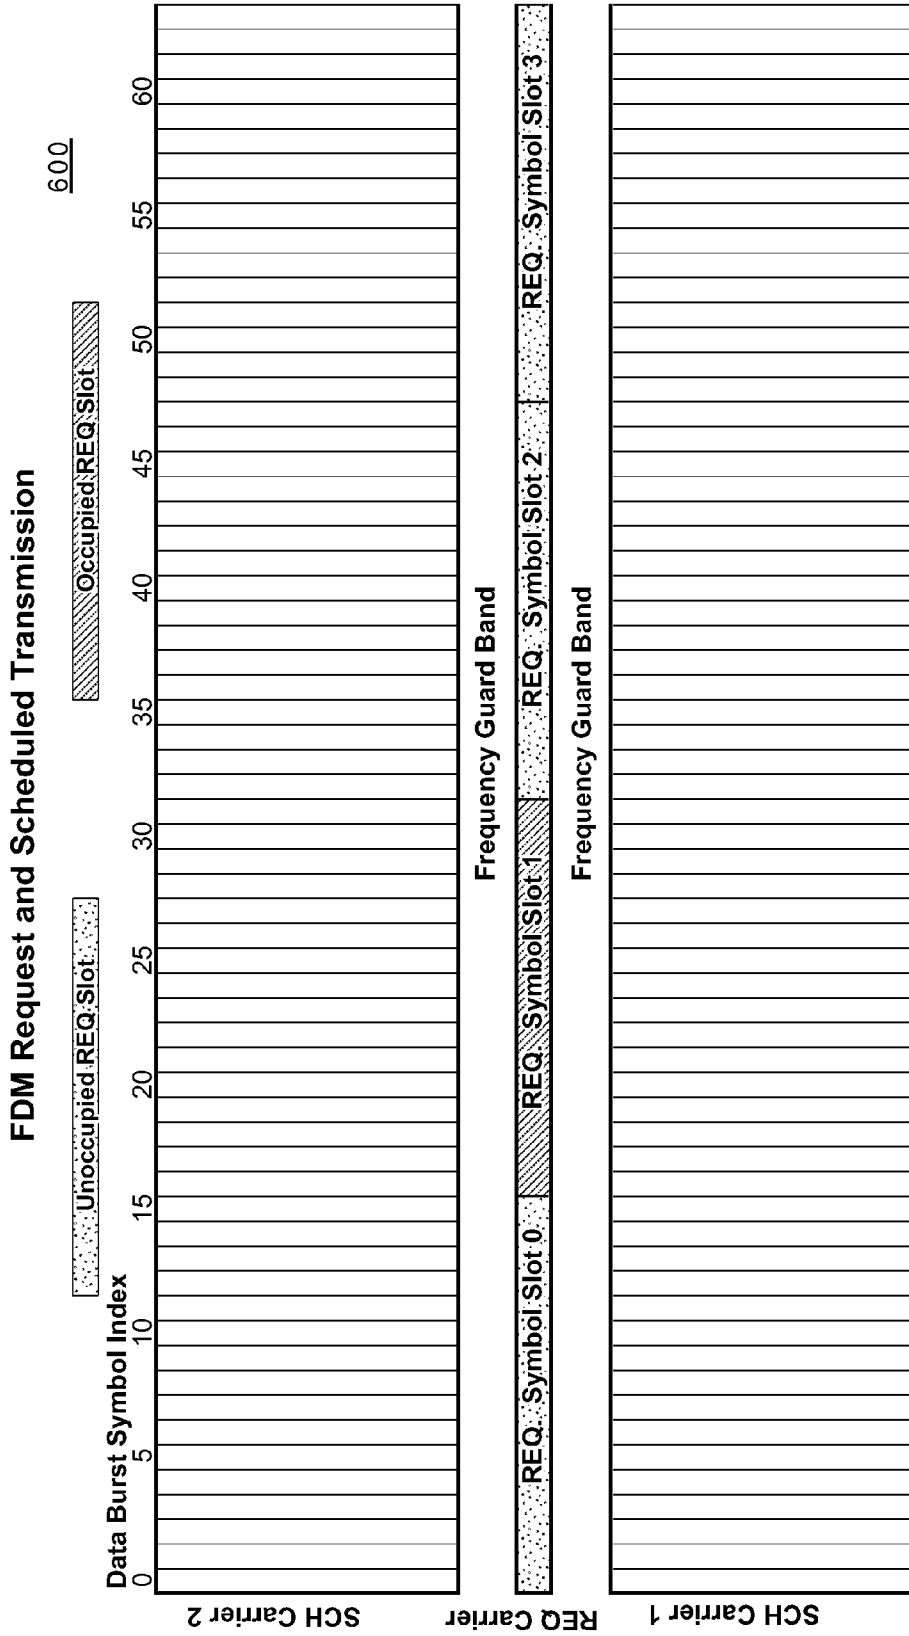 FDM Request and Scheduled Transmission
600
Unoccupied REQ Slot
Occupied REQ Slot
Data Burst Symbol Index
0 5 10 15 20 25 30 35 40 45 50 55 60
SCH Carrier 2
Frequency Guard Band
REQ Carrier
REQ. Symbol Slot 0
REQ. Symbol Slot 1
REQ. Symbol Slot 2
REQ. Symbol Slot 3
Frequency Guard Band
SCH Carrier 1